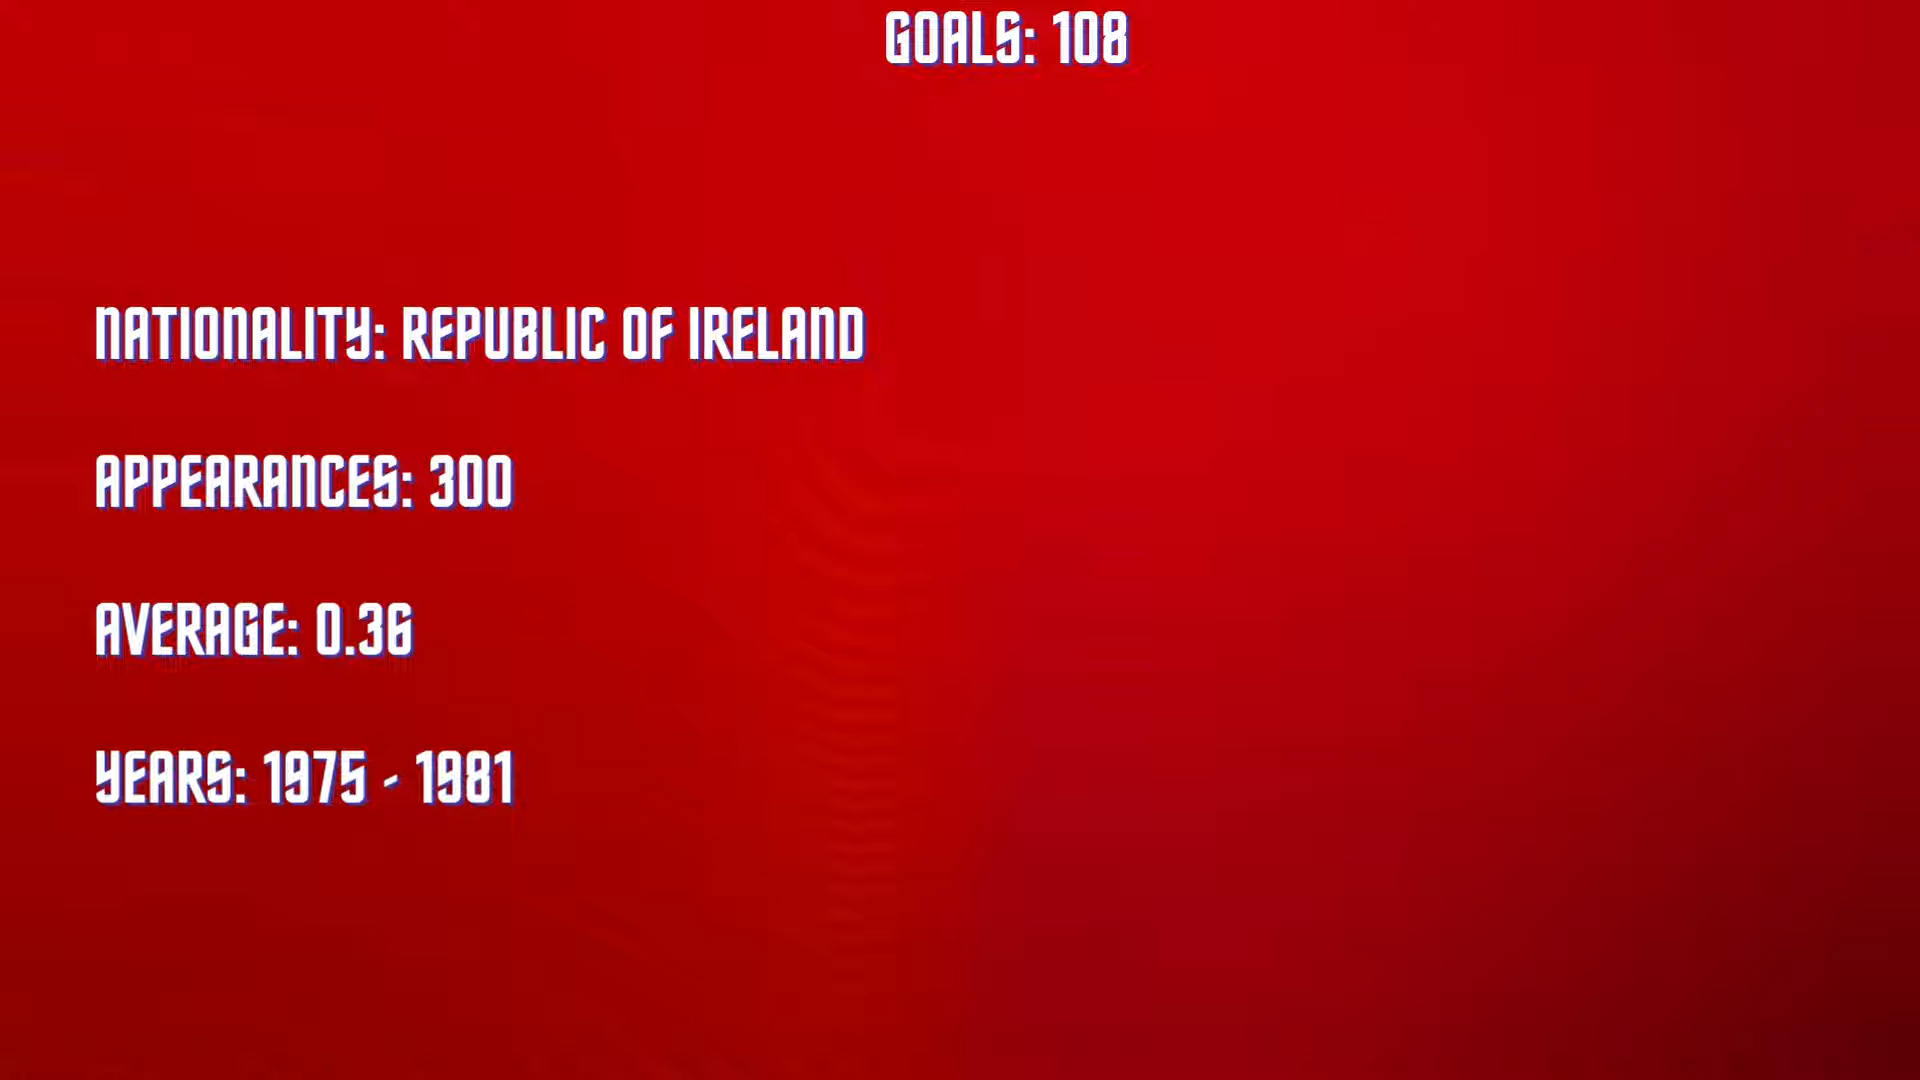 GOALS: 108
NATIONALITY: REPUBLIC OF IRELAND
APPEARANCES: 300
AVERAGE: 0.36
YEARS: 1975 - 1981